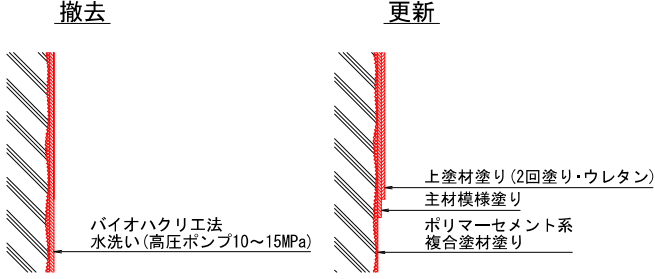 撤去
バイオハクリ工法
水洗い(高圧ポンプ10～15MPa)
更新
上塗材塗り(2回塗り・ウレタン)
主材模様塗り
ポリマーセメント系
複合塗材塗り